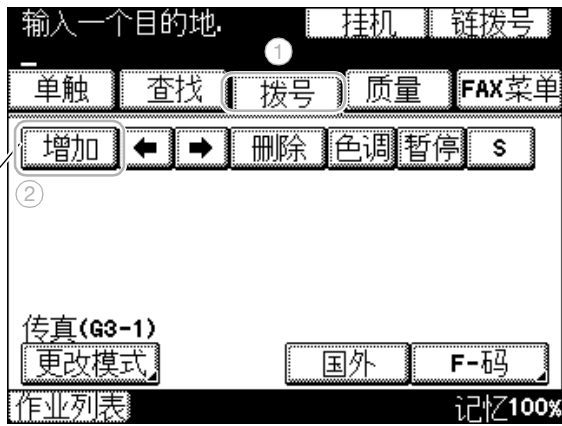 输入一个目的地. 挂机 链拨号
①
单触 查找 拨号 质量 FAX菜单
增加 ← → 删除 色调 暂停 S
②
传真(G3-1)
更改模式 国外 F-码
作业列表 记忆100%